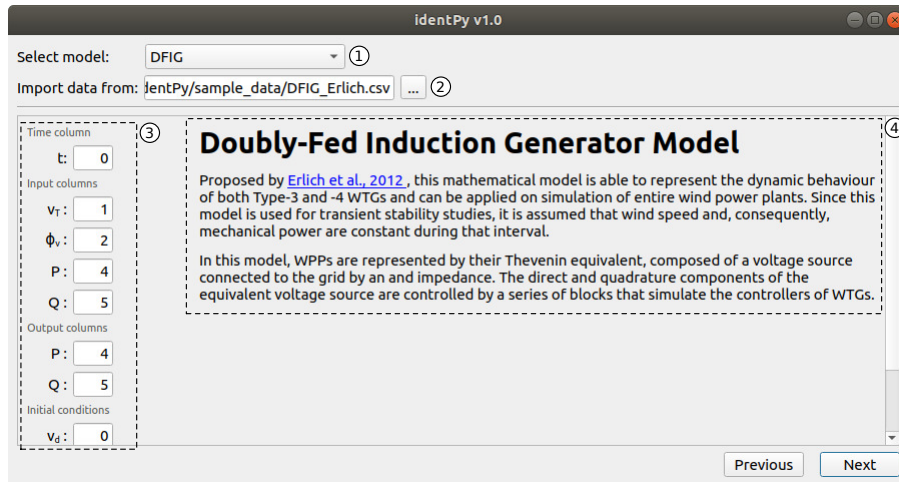 identPy v1.0
Select model: DFIG ①
Import data from: dentPy/sample_data/DFIG_Erlich.csv ... ②
Time column
t: 0
Input columns
vT : 1
ϕv : 2
P : 4
Q : 5
Output columns
P : 4
Q : 5
Initial conditions
vd : 0
③
④
Doubly-Fed Induction Generator Model
Proposed by Erlich et al., 2012 , this mathematical model is able to represent the dynamic behaviour
of both Type-3 and -4 WTGs and can be applied on simulation of entire wind power plants. Since this
model is used for transient stability studies, it is assumed that wind speed and, consequently,
mechanical power are constant during that interval.
In this model, WPPs are represented by their Thevenin equivalent, composed of a voltage source
connected to the grid by an and impedance. The direct and quadrature components of the
equivalent voltage source are controlled by a series of blocks that simulate the controllers of WTGs.
Previous Next